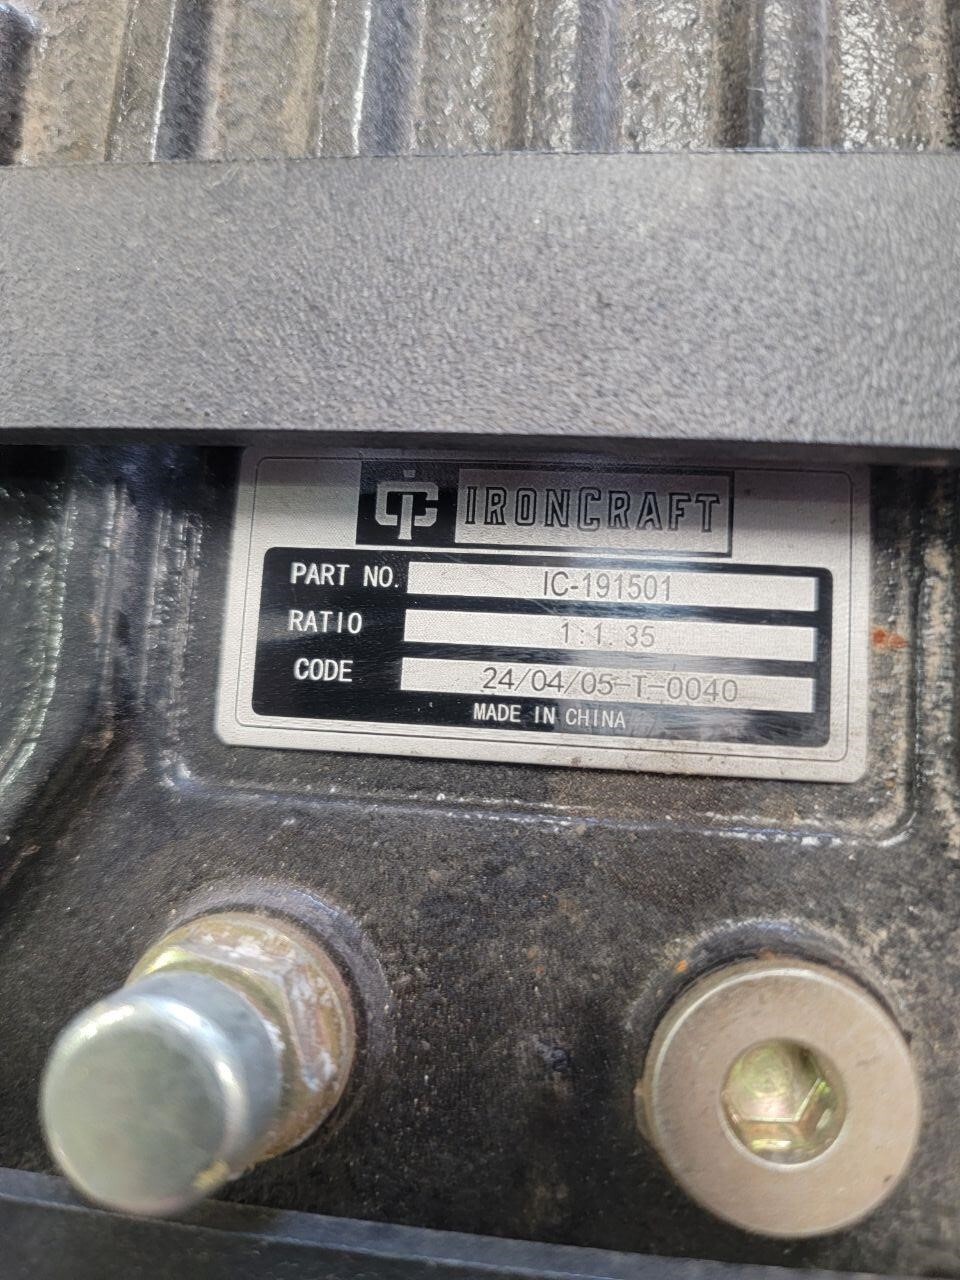 IRONCRAFT
PART NO. IC-191501
RATIO 1:1.35
CODE 24/04/05-T-0040
MADE IN CHINA